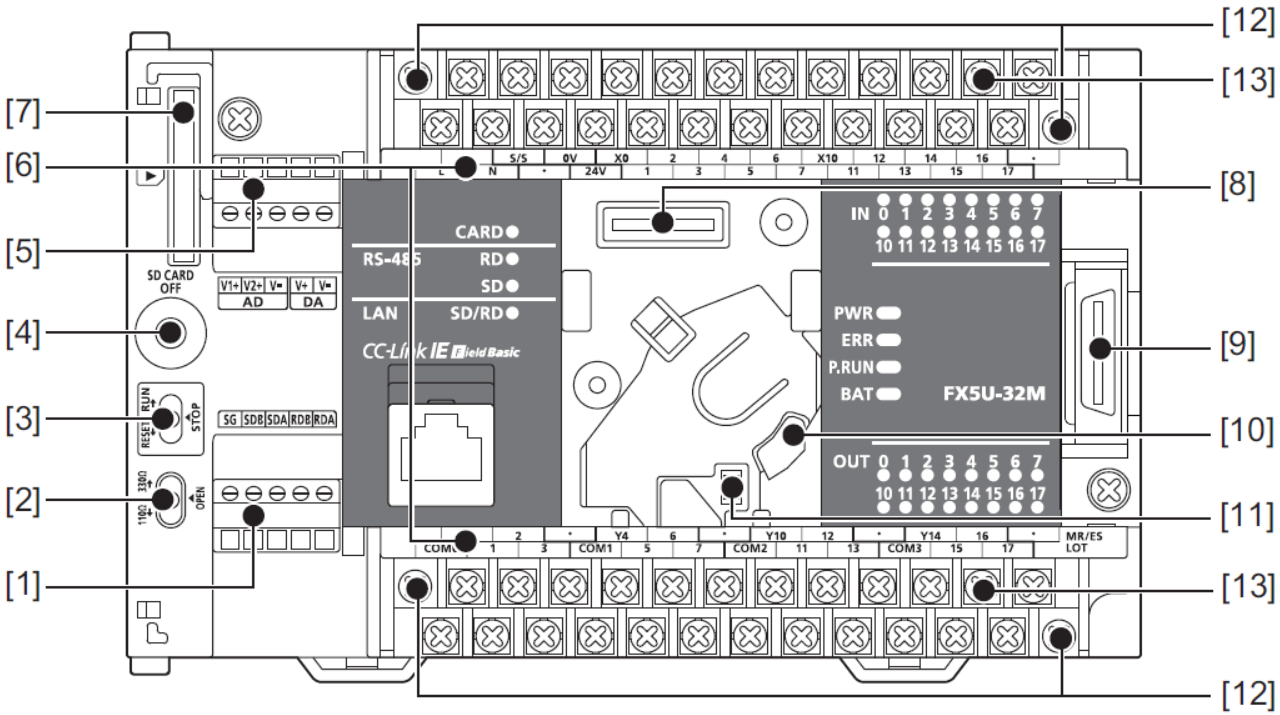 [12]
[7]
[13]
[6]
S/S 0V X0 2 4 6 X10 12 14 16 •
L N • 24V 1 3 5 7 11 13 15 17
[8]
IN 0 1 2 3 4 5 6 7
10 11 12 13 14 15 16 17
[5]
CARD
RS-485 RD
SD
SD CARD
OFF
V1+ V2+ V- V+ V-
AD DA
LAN SD/RD
PWR
[4]
ERR
[9]
CC-Link IE Field Basic
P.RUN
BAT FX5U-32M
[3]
RESET RUN
STOP
SG SDB SDA RDB RDA
[10]
OUT 0 1 2 3 4 5 6 7
10 11 12 13 14 15 16 17
[2]
110Ω 330Ω
OPEN
[11]
2 • Y4 6 • Y10 12 • Y14 16 • MR/ES
1 3 COM1 5 7 COM2 11 13 COM3 15 17 LOT
[1]
[13]
[12]